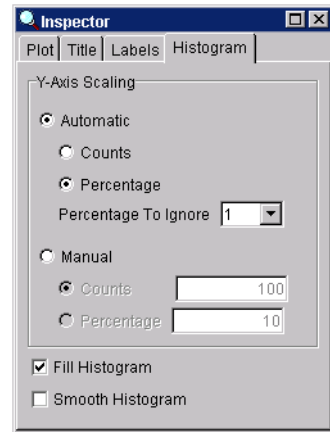 Inspector
Plot Title Labels Histogram
Y-Axis Scaling
Automatic
Counts
Percentage
Percentage To Ignore 1
Manual
Counts 100
Percentage 10
Fill Histogram
Smooth Histogram